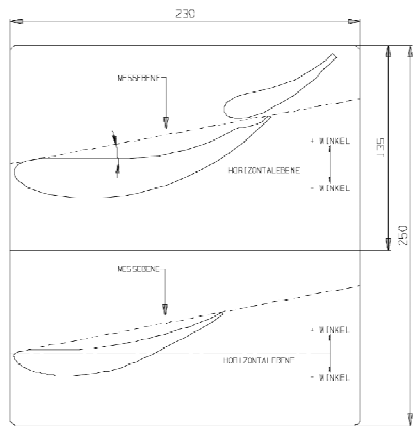 230
MESSEBENE
+ WINKEL
135
HORIZONTALEBENE
- WINKEL
250
MESSEBENE
+ WINKEL
HORIZONTALEBENE
- WINKEL